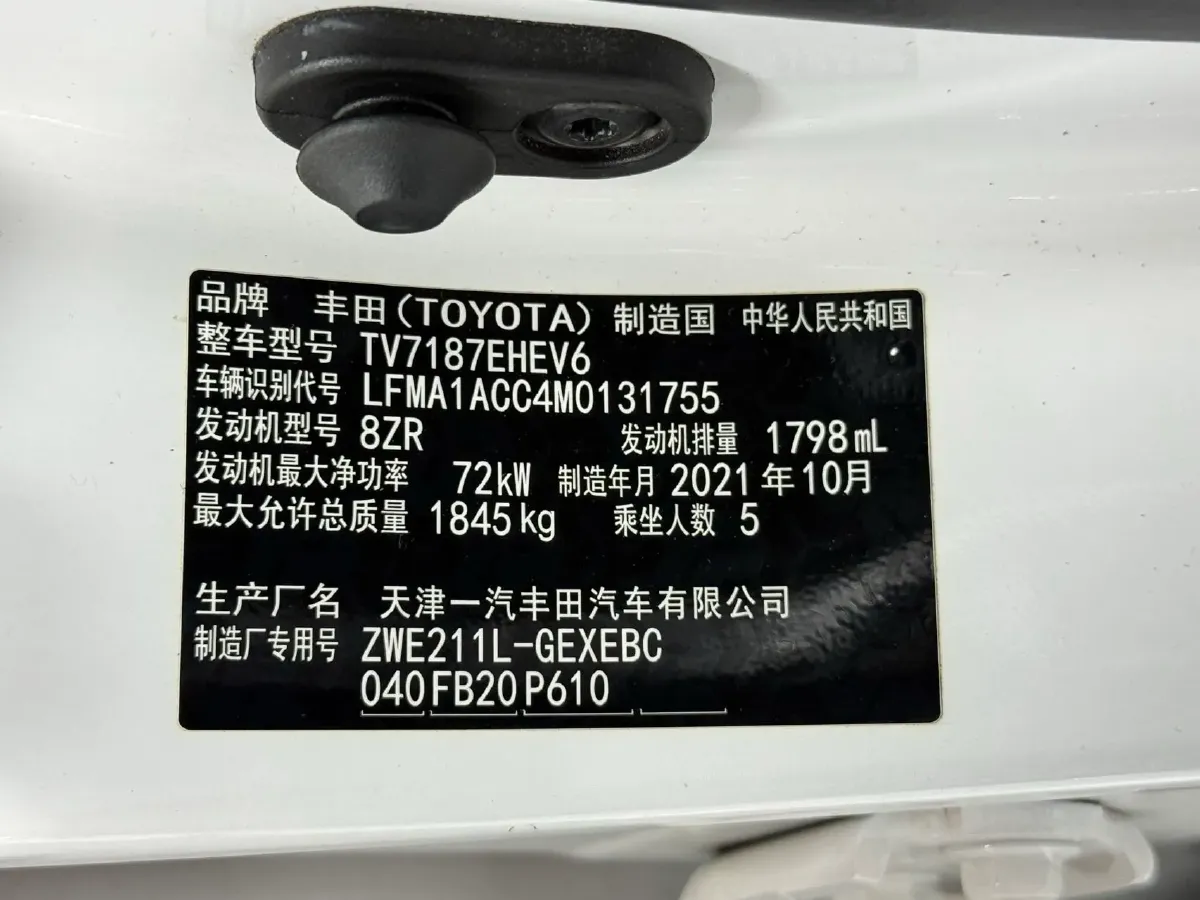 品牌 丰田(TOYOTA) 制造国 中华人民共和国
整车型号 TV7187EHEV6
车辆识别代号 LFMA1ACC4M0131755
发动机型号 8ZR 发动机排量 1798mL
发动机最大净功率 72kW 制造年月 2021年10月
最大允许总质量 1845kg 乘坐人数 5
生产厂名 天津一汽丰田汽车有限公司
制造厂专用号 ZWE211L-GEXEBC
040 FB20 P610